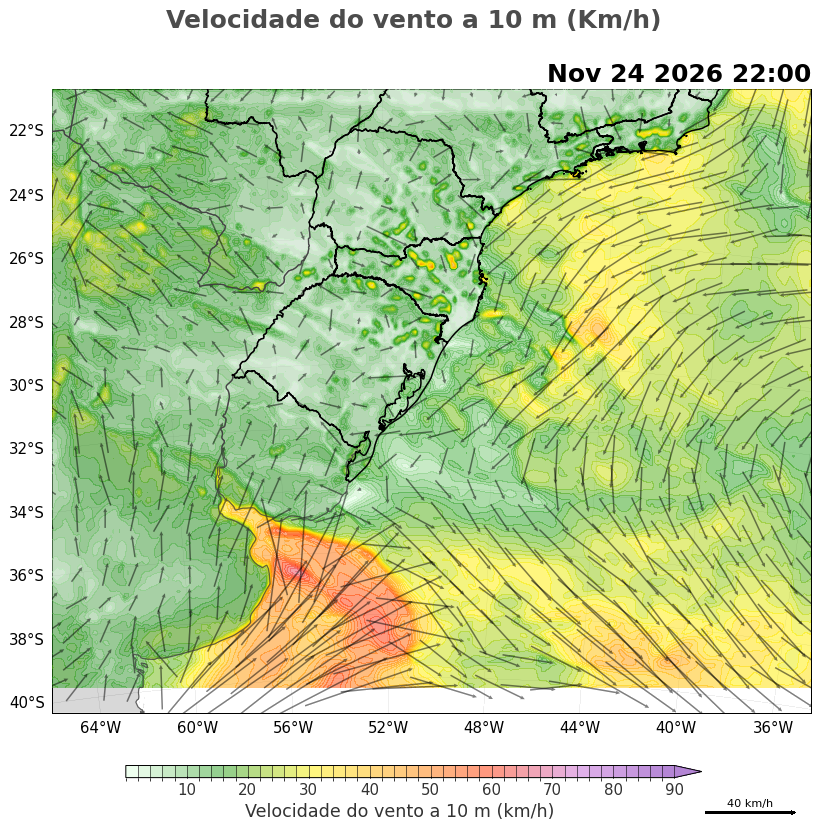 Velocidade do vento a 10 m (Km/h)
Nov 24 2026 22:00
22°S
24°S
26°S
28°S
30°S
32°S
34°S
36°S
38°S
40°S
64°W 60°W 56°W 52°W 48°W 44°W 40°W 36°W
10 20 30 40 50 60 70 80 90
Velocidade do vento a 10 m (km/h)
40 km/h